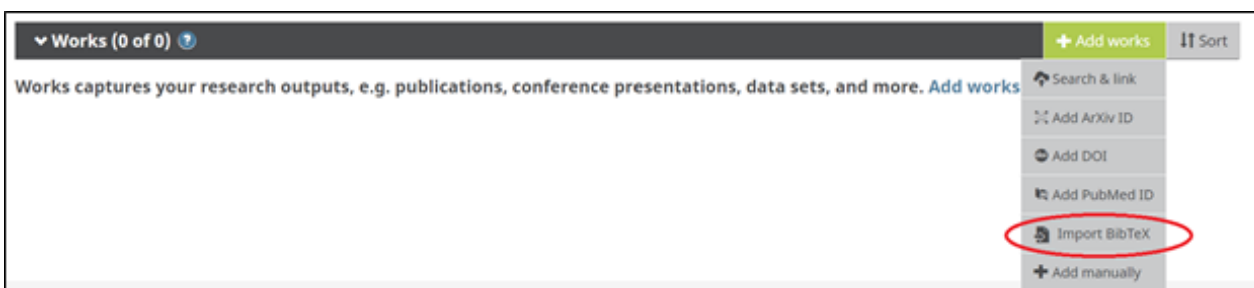 Works (0 of 0) ?
+ Add works
Sort
Works captures your research outputs, e.g. publications, conference presentations, data sets, and more. Add works
Search & link
Add ArXiv ID
Add DOI
Add PubMed ID
Import BibTeX
+ Add manually